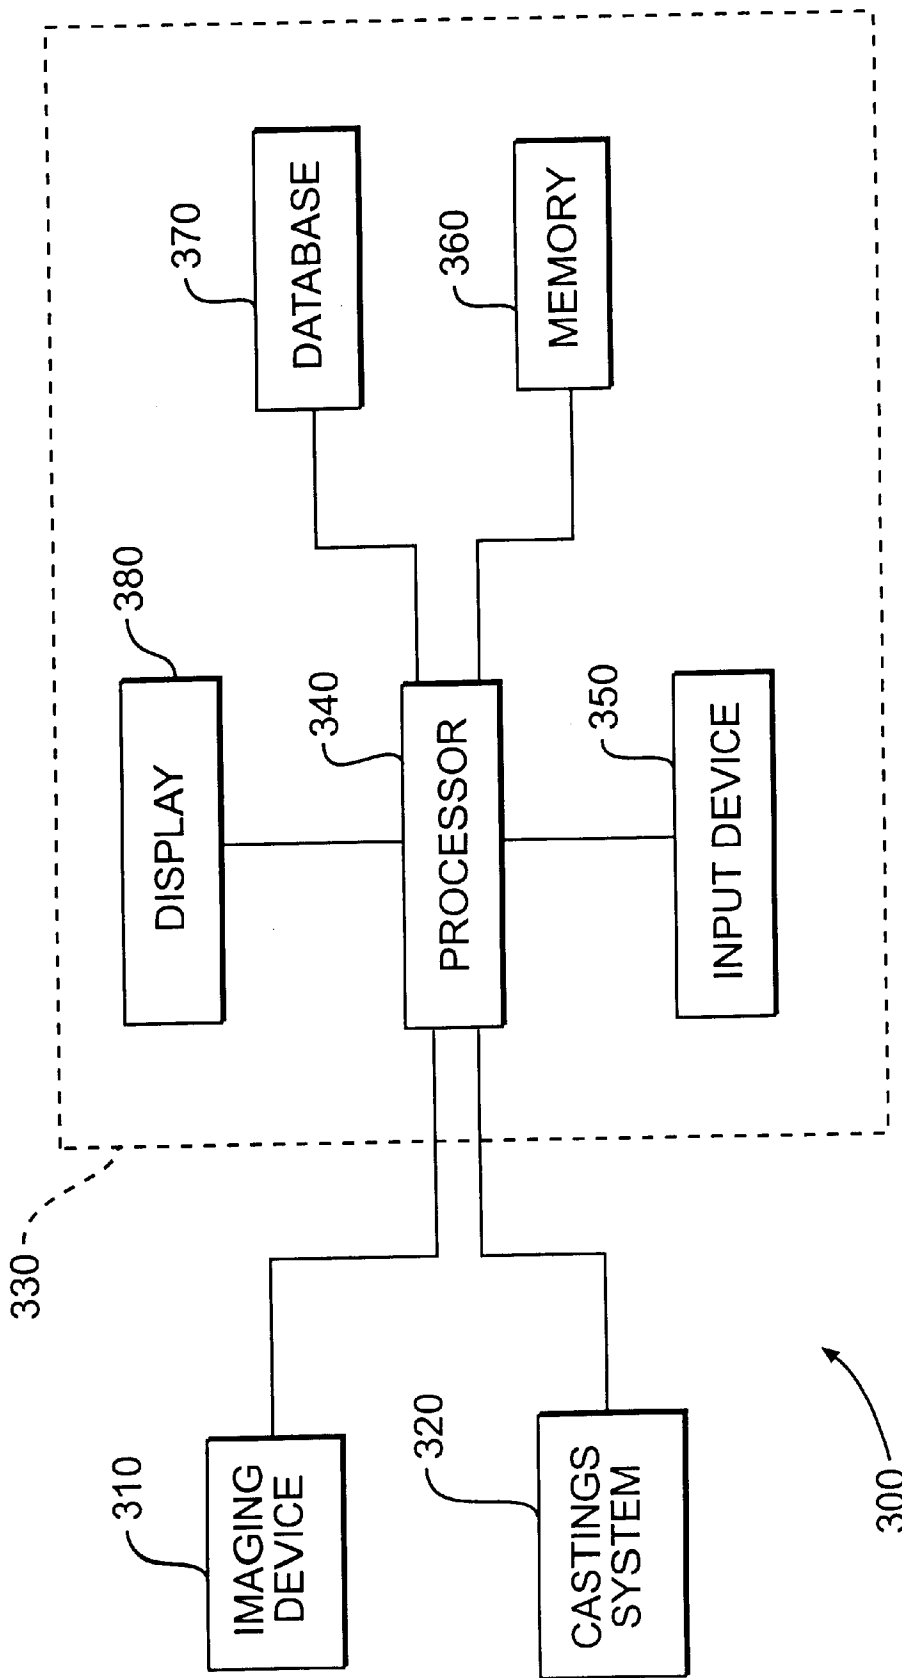 330
380
DISPLAY
370
DATABASE
340
PROCESSOR
360
MEMORY
350
INPUT DEVICE
310
IMAGING
DEVICE
320
CASTINGS
SYSTEM
300